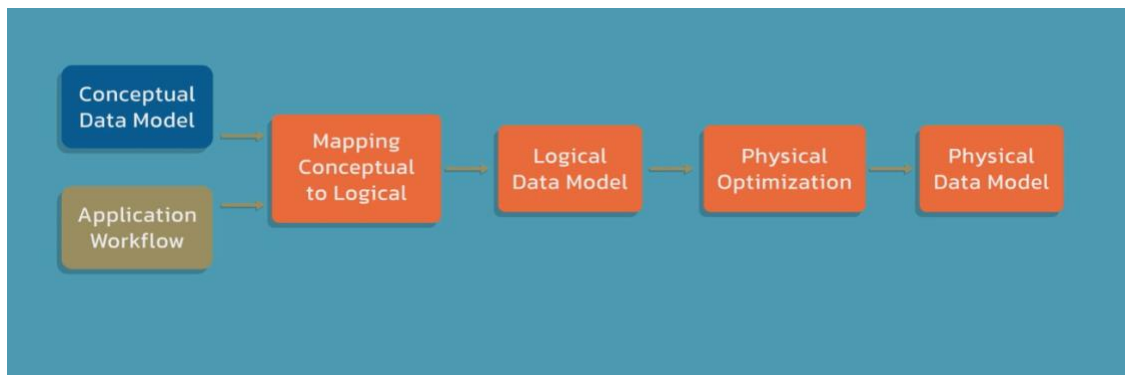 Conceptual
Data Model
Application
Workflow
Mapping
Conceptual
to Logical
Logical
Data Model
Physical
Optimization
Physical
Data Model